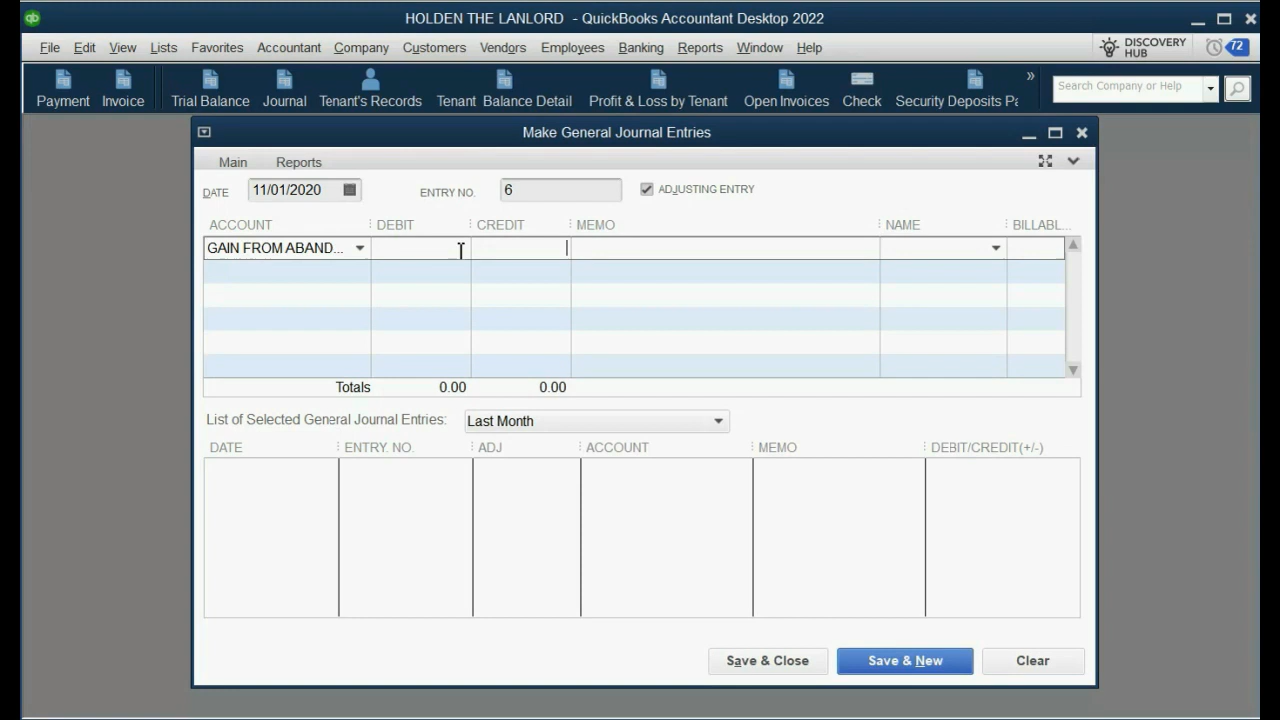 qb HOLDEN THE LANLORD - QuickBooks Accountant Desktop 2022
File Edit View Lists Favorites Accountant Company Customers Vendors Employees Banking Reports Window Help DISCOVERY HUB 72
Payment Invoice Trial Balance Journal Tenant's Records Tenant Balance Detail Profit & Loss by Tenant Open Invoices Check Security Deposits Pa » Search Company or Help
Make General Journal Entries
Main Reports
DATE 11/01/2020 ENTRY NO. 6 ADJUSTING ENTRY
ACCOUNT DEBIT CREDIT MEMO NAME BILLABL...
GAIN FROM ABAND...
Totals 0.00 0.00
List of Selected General Journal Entries: Last Month
DATE ENTRY. NO. ADJ ACCOUNT MEMO DEBIT/CREDIT(+/-)
Save & Close Save & New Clear